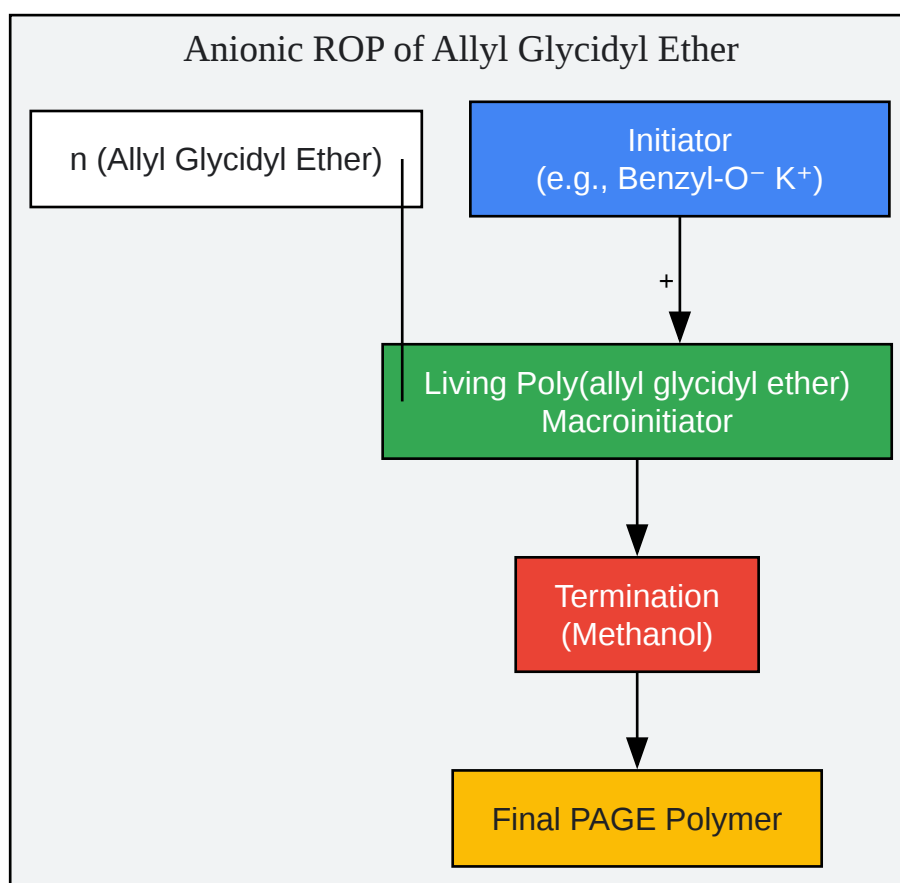 Anionic ROP of Allyl Glycidyl Ether
n (Allyl Glycidyl Ether)
Initiator
(e.g., Benzyl-O⁻ K⁺)
+
Living Poly(allyl glycidyl ether)
Macroinitiator
Termination
(Methanol)
Final PAGE Polymer